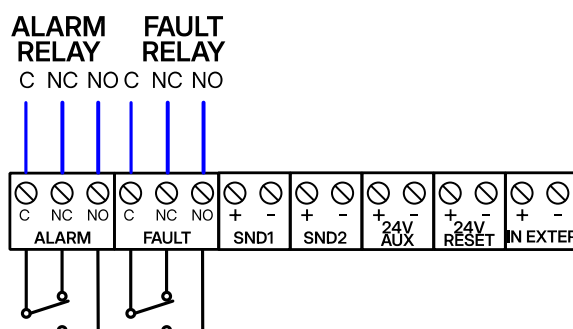 ALARM RELAY
FAULT RELAY
C NC NO C NC NO
C NC NO C NC NO + - + - + - + - + -
ALARM FAULT SND1 SND2 24V AUX 24V RESET IN EXTER